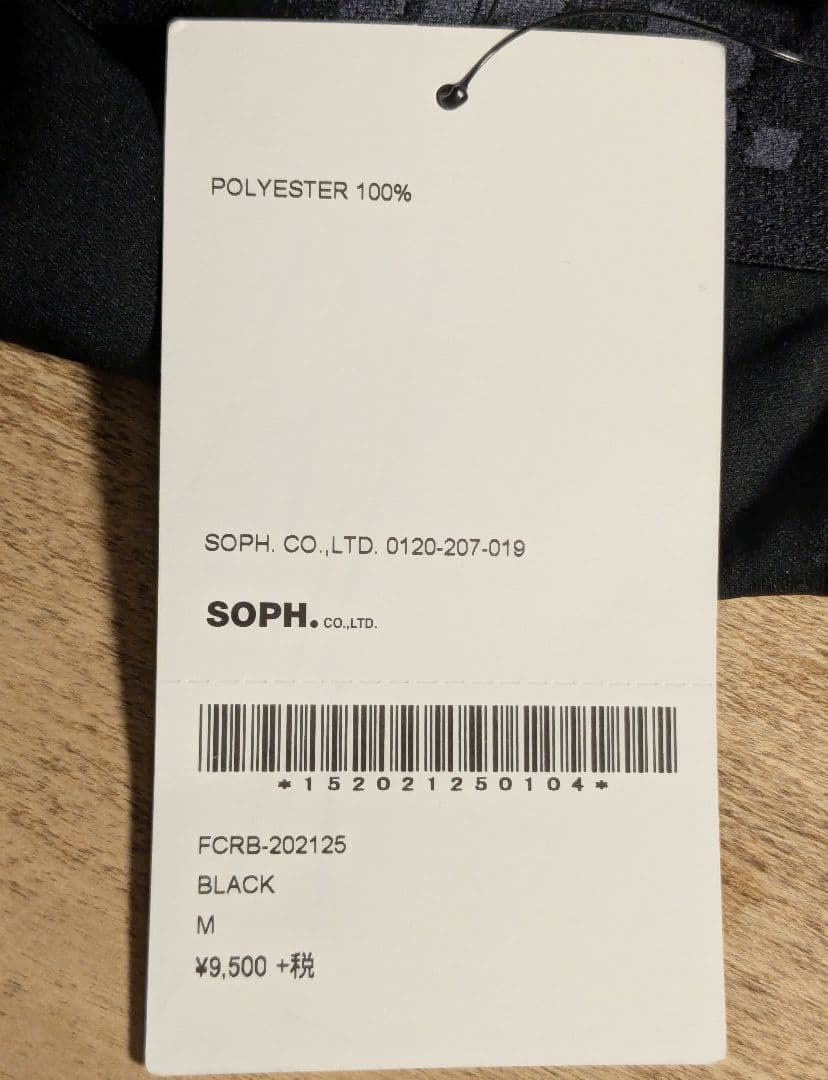 POLYESTER 100%
SOPH. CO.,LTD. 0120-207-019
SOPH. CO.,LTD.
*152021250104*
FCRB-202125
BLACK
M
¥9,500 +税